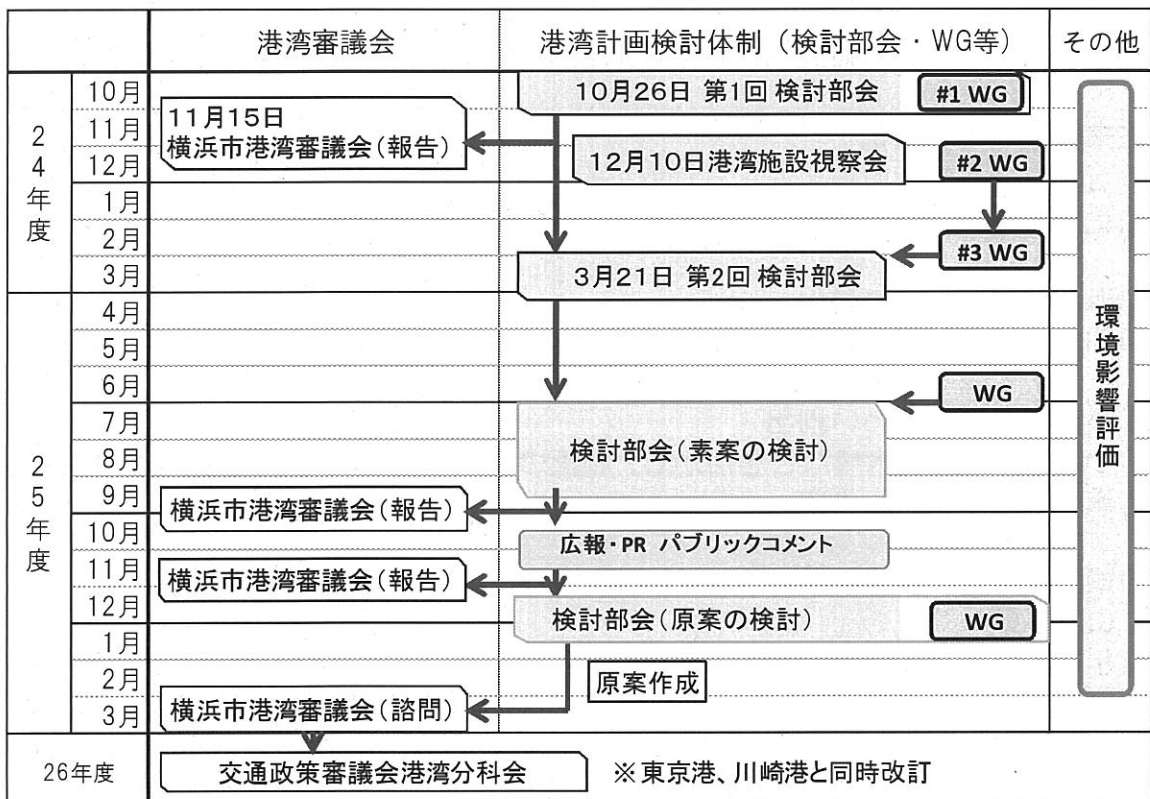 港湾審議会
港湾計画検討体制(検討部会・WG等)
その他
24年度
10月
11月
12月
1月
2月
3月
10月26日 第1回 検討部会
#1 WG
11月15日
横浜市港湾審議会(報告)
12月10日港湾施設視察会
#2 WG
#3 WG
3月21日 第2回 検討部会
25年度
4月
5月
6月
7月
8月
9月
10月
11月
12月
1月
2月
3月
WG
検討部会(素案の検討)
横浜市港湾審議会(報告)
広報・PR パブリックコメント
横浜市港湾審議会(報告)
検討部会(原案の検討)
WG
原案作成
横浜市港湾審議会(諮問)
環境影響評価
26年度
交通政策審議会港湾分科会
※東京港、川崎港と同時改訂